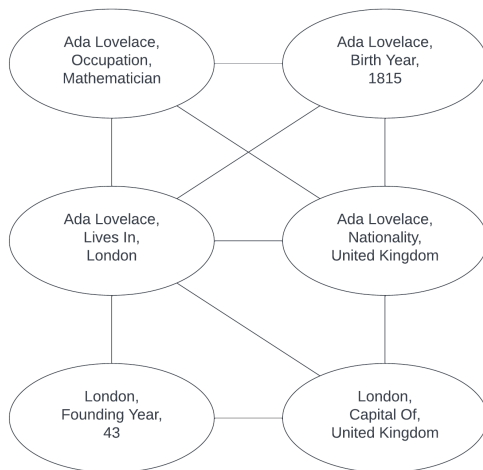 Ada Lovelace,
Occupation,
Mathematician
Ada Lovelace,
Birth Year,
1815
Ada Lovelace,
Lives In,
London
Ada Lovelace,
Nationality,
United Kingdom
London,
Founding Year,
43
London,
Capital Of,
United Kingdom